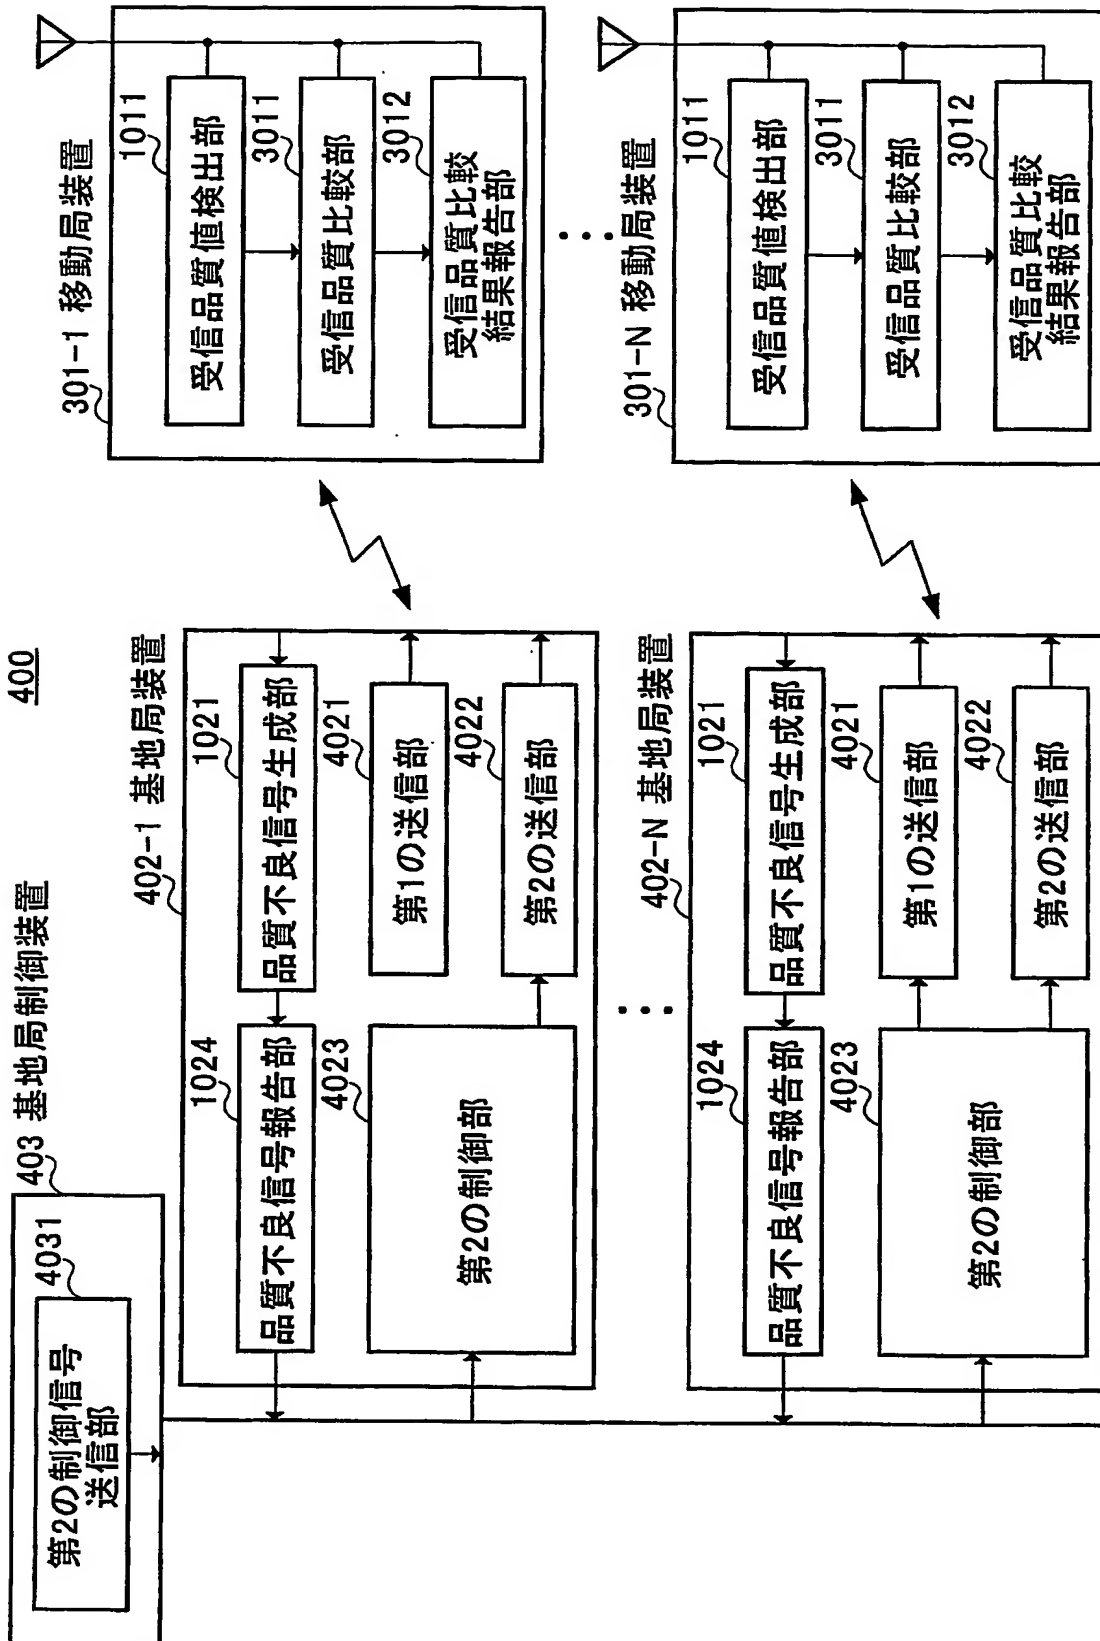 400
403 基地局制御装置
4031
第2の制御信号
送信部
402-1 基地局装置
1024
品質不良信号報告部
1021
品質不良信号生成部
4023
第2の制御部
4021
第1の送信部
4022
第2の送信部
402-N 基地局装置
1024
品質不良信号報告部
1021
品質不良信号生成部
4023
第2の制御部
4021
第1の送信部
4022
第2の送信部
301-1 移動局装置
1011
受信品質値検出部
3011
受信品質比較部
3012
受信品質比較
結果報告部
301-N 移動局装置
1011
受信品質値検出部
3011
受信品質比較部
3012
受信品質比較
結果報告部